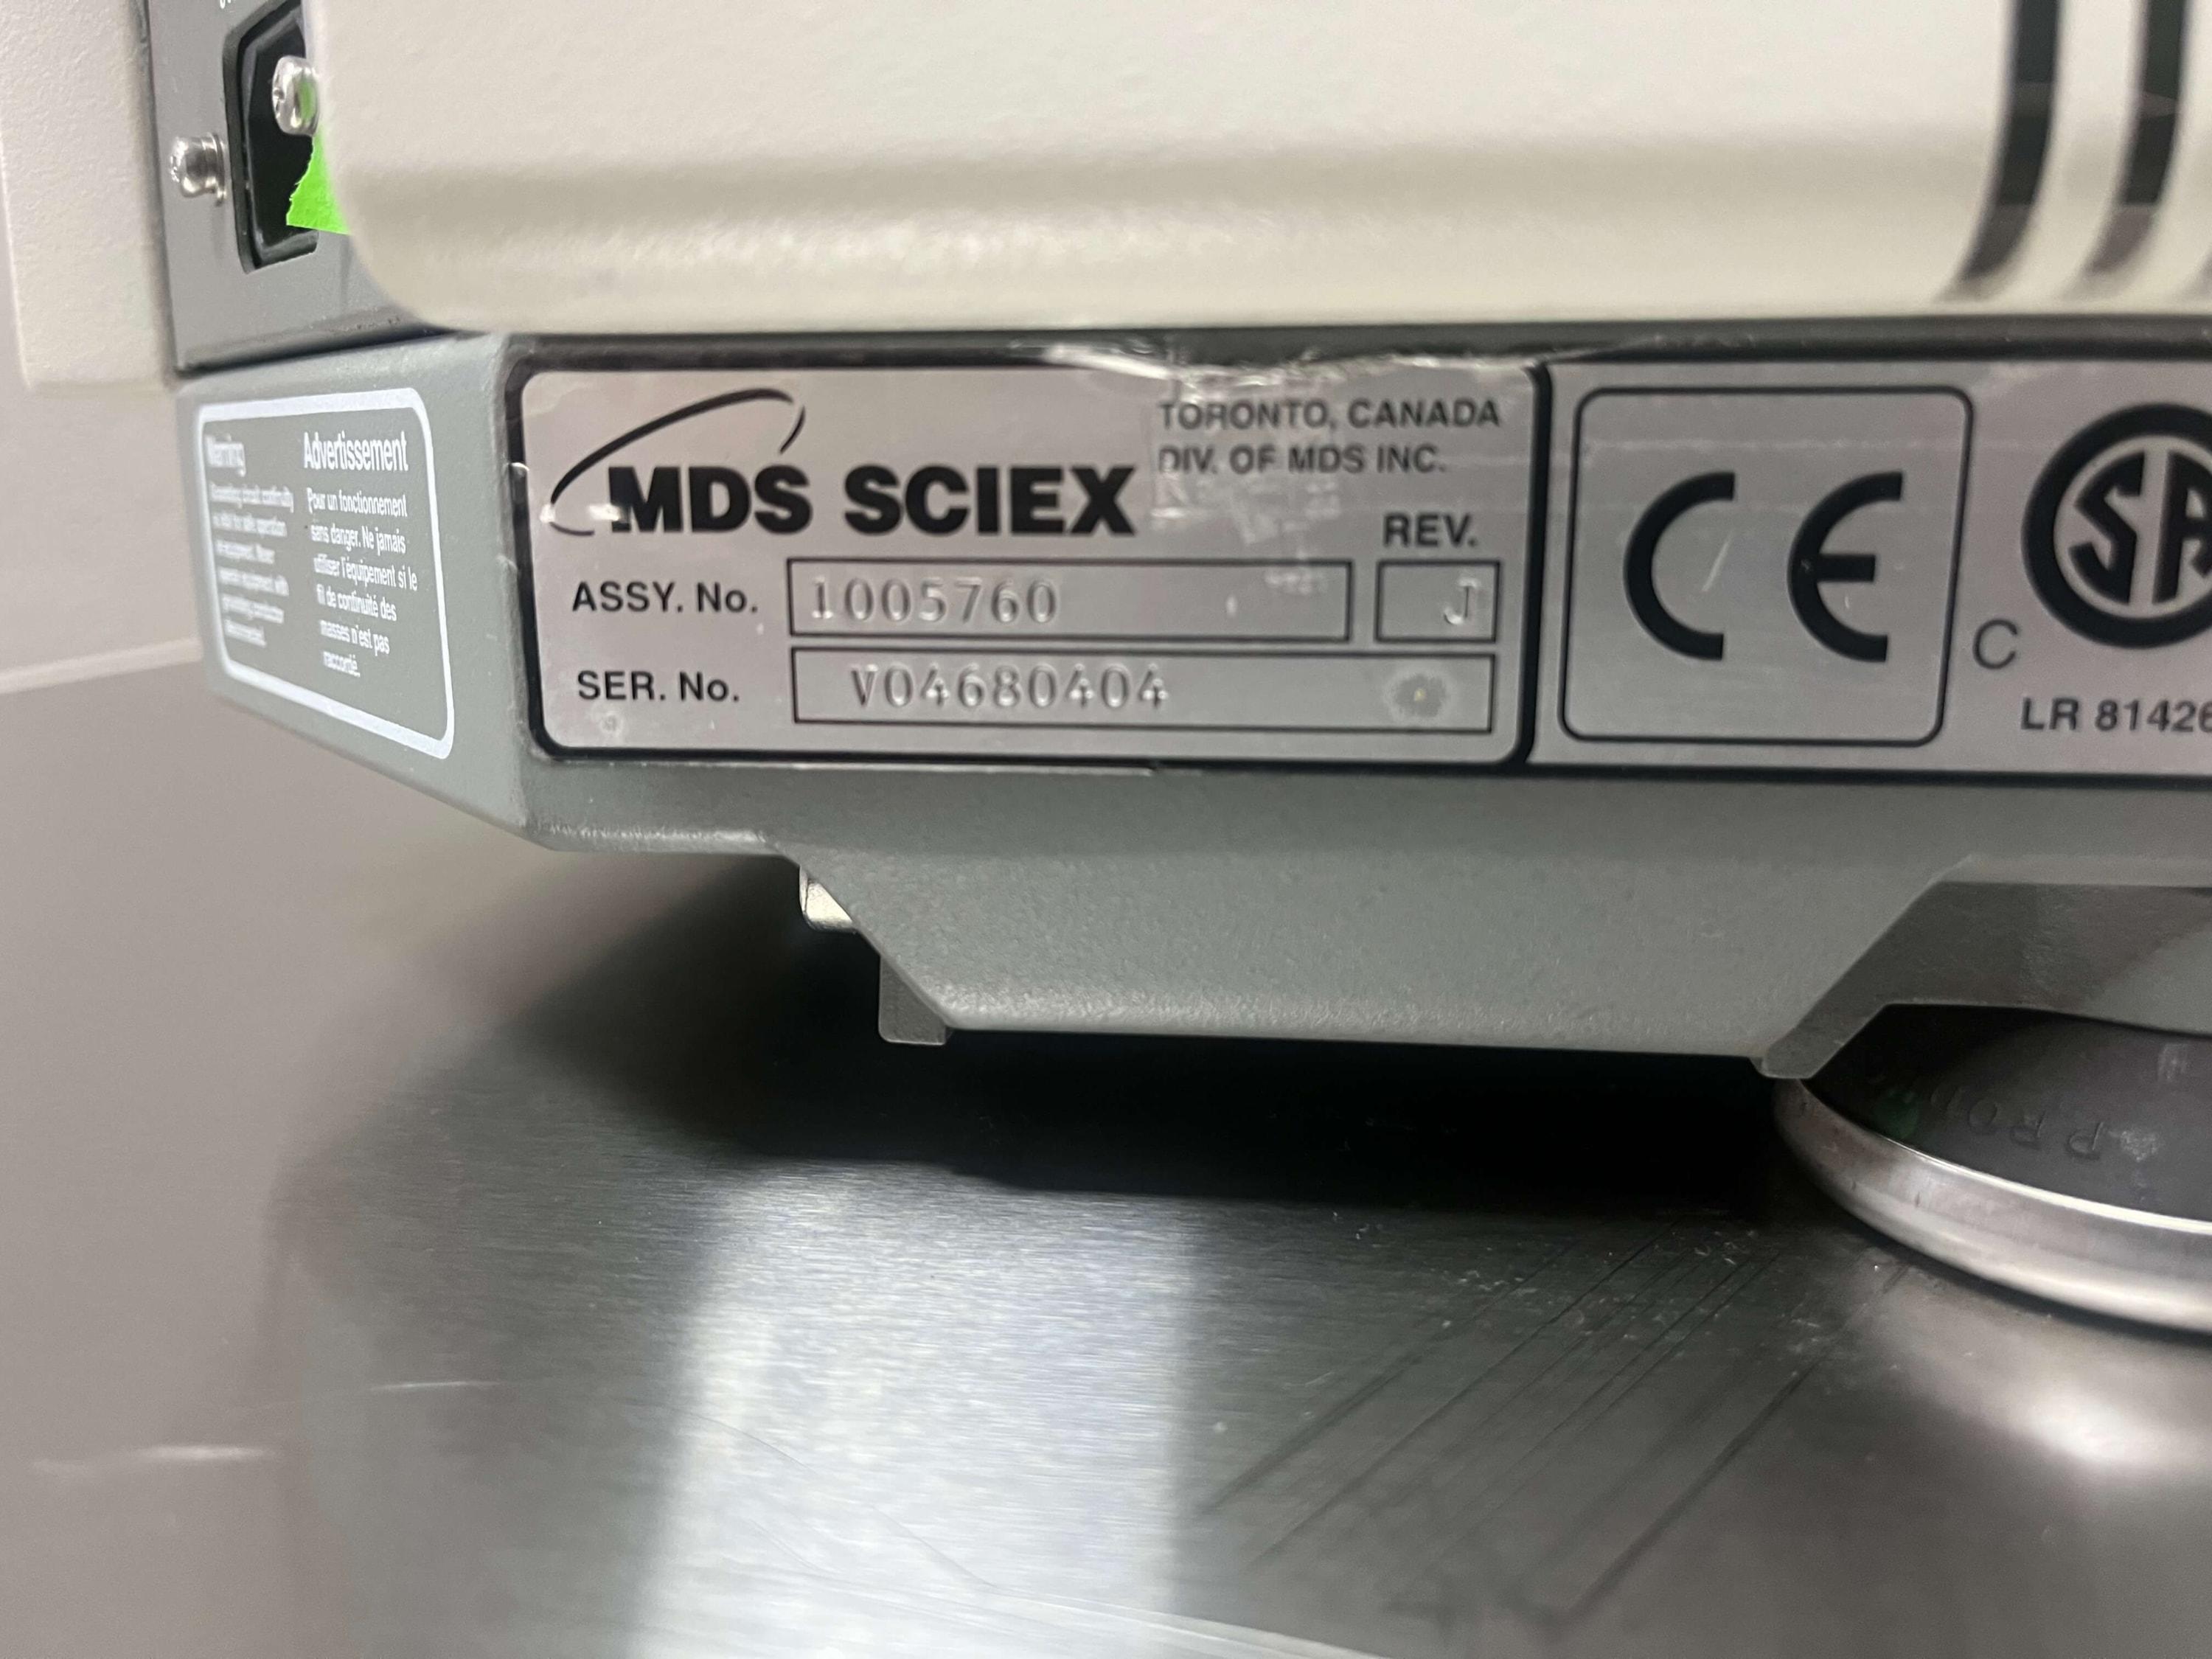 Warning
Advertissement
Pour un fonctionnement
sans danger. Ne jamais
utiliser l'équipement si le
fil de continuité des
masses n'est pas
raccordé.
MDS SCIEX
TORONTO, CANADA
DIV. OF MDS INC.
REV.
ASSY. No. 1005760 J
SER. No. V04680404
CE
C
SA
LR 81426